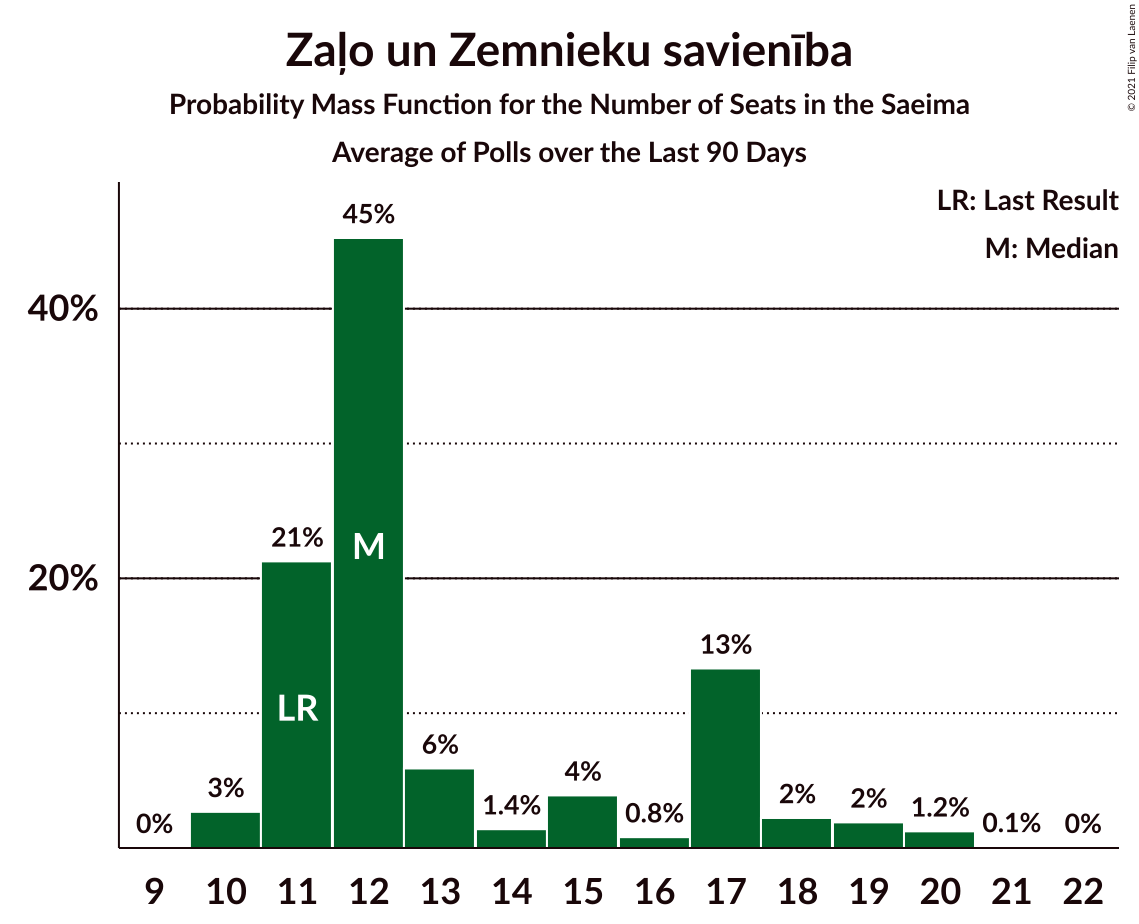 Zaļo un Zemnieku savienība
Probability Mass Function for the Number of Seats in the Saeima
Average of Polls over the Last 90 Days
© 2021 Filip van Laenen
LR: Last Result
M: Median
40%
20%
0%
3%
21%
45%
6%
1.4%
4%
0.8%
13%
2%
2%
1.2%
0.1%
0%
LR
M
9 10 11 12 13 14 15 16 17 18 19 20 21 22